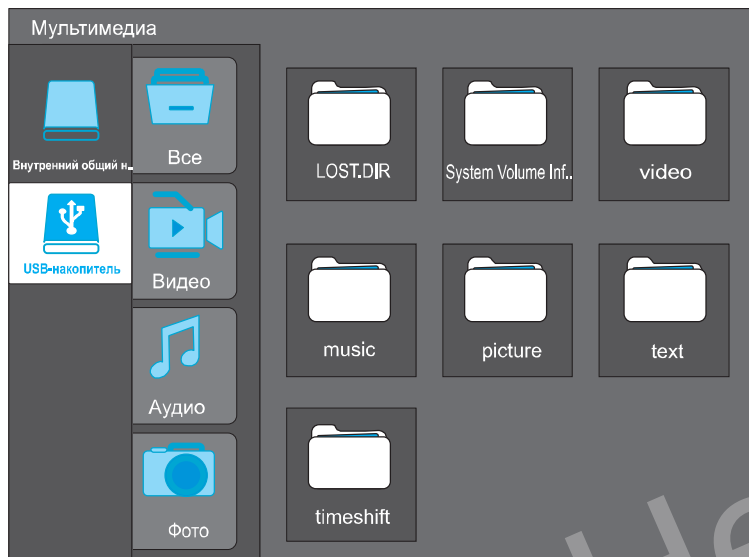 Мультимедиа
Внутренний общий н..
USB-накопитель
Все
Видео
Аудио
Фото
LOST.DIR
System Volume Inf..
video
music
picture
text
timeshift